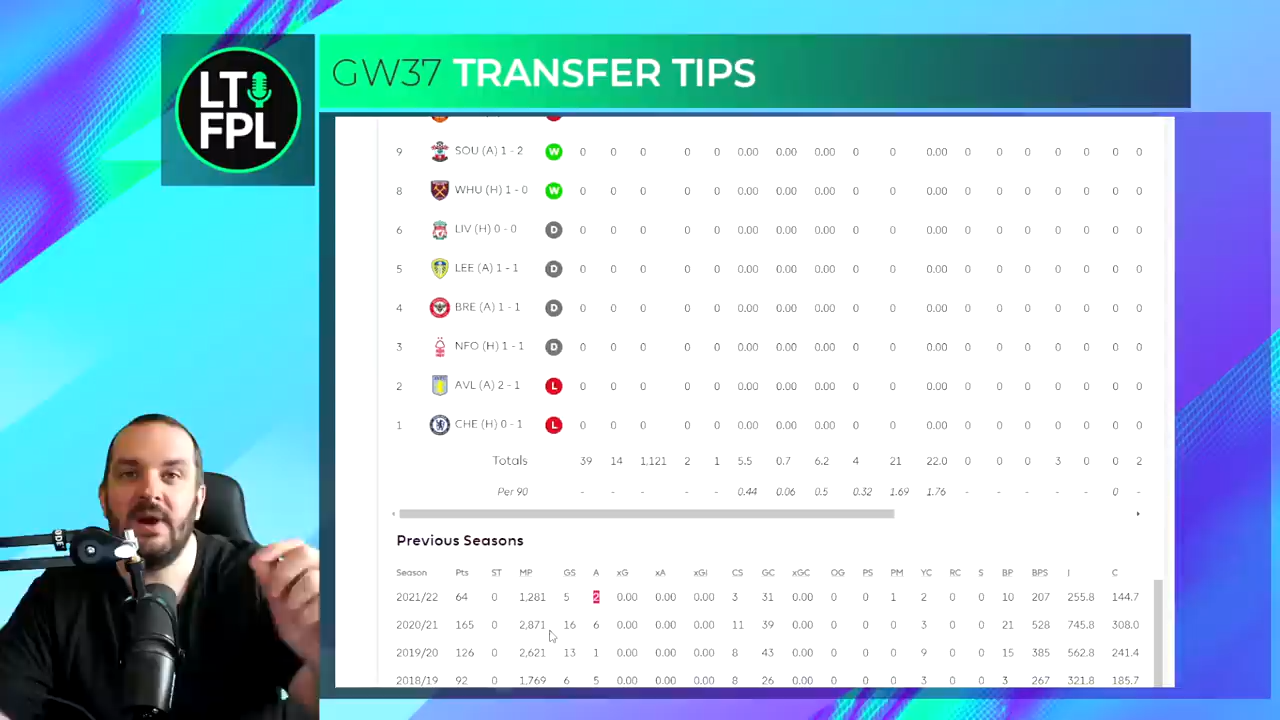 LT
FPL
GW37 TRANSFER TIPS
9 SOU (A) 1 - 2 W 0 0 0 0 0 0.00 0.00 0.00 0 0 0.00 0 0 0 0 0 0
8 WHU (H) 1 - 0 W 0 0 0 0 0 0.00 0.00 0.00 0 0 0.00 0 0 0 0 0 0
6 LIV (H) 0 - 0 D 0 0 0 0 0 0.00 0.00 0.00 0 0 0.00 0 0 0 0 0 0
5 LEE (A) 1 - 1 D 0 0 0 0 0 0.00 0.00 0.00 0 0 0.00 0 0 0 0 0 0
4 BRE (A) 1 - 1 D 0 0 0 0 0 0.00 0.00 0.00 0 0 0.00 0 0 0 0 0 0
3 NFO (H) 1 - 1 D 0 0 0 0 0 0.00 0.00 0.00 0 0 0.00 0 0 0 0 0 0
2 AVL (A) 2 - 1 L 0 0 0 0 0 0.00 0.00 0.00 0 0 0.00 0 0 0 0 0 0
1 CHE (H) 0 - 1 L 0 0 0 0 0 0.00 0.00 0.00 0 0 0.00 0 0 0 0 0 0
Totals 39 14 1,121 2 1 5.5 0.7 6.2 4 21 22.0 0 0 0 3 0 0 2
Per 90 - - - - - 0.44 0.06 0.5 0.32 1.69 1.76 - - - - - 0 -
Previous Seasons
Season Pts ST MP GS A xG xA xGI CS GC xGC OG PS PM YC RC S BP BPS I C
2021/22 64 0 1,281 5 2 0.00 0.00 0.00 3 31 0.00 0 0 1 2 0 0 10 207 255.8 144.7
2020/21 165 0 2,871 16 6 0.00 0.00 0.00 11 39 0.00 0 0 0 3 0 0 21 528 745.8 308.0
2019/20 126 0 2,621 13 1 0.00 0.00 0.00 8 43 0.00 0 0 0 9 0 0 15 385 562.8 241.4
2018/19 92 0 1,769 6 5 0.00 0.00 0.00 8 26 0.00 0 0 0 3 0 0 3 267 321.8 185.7